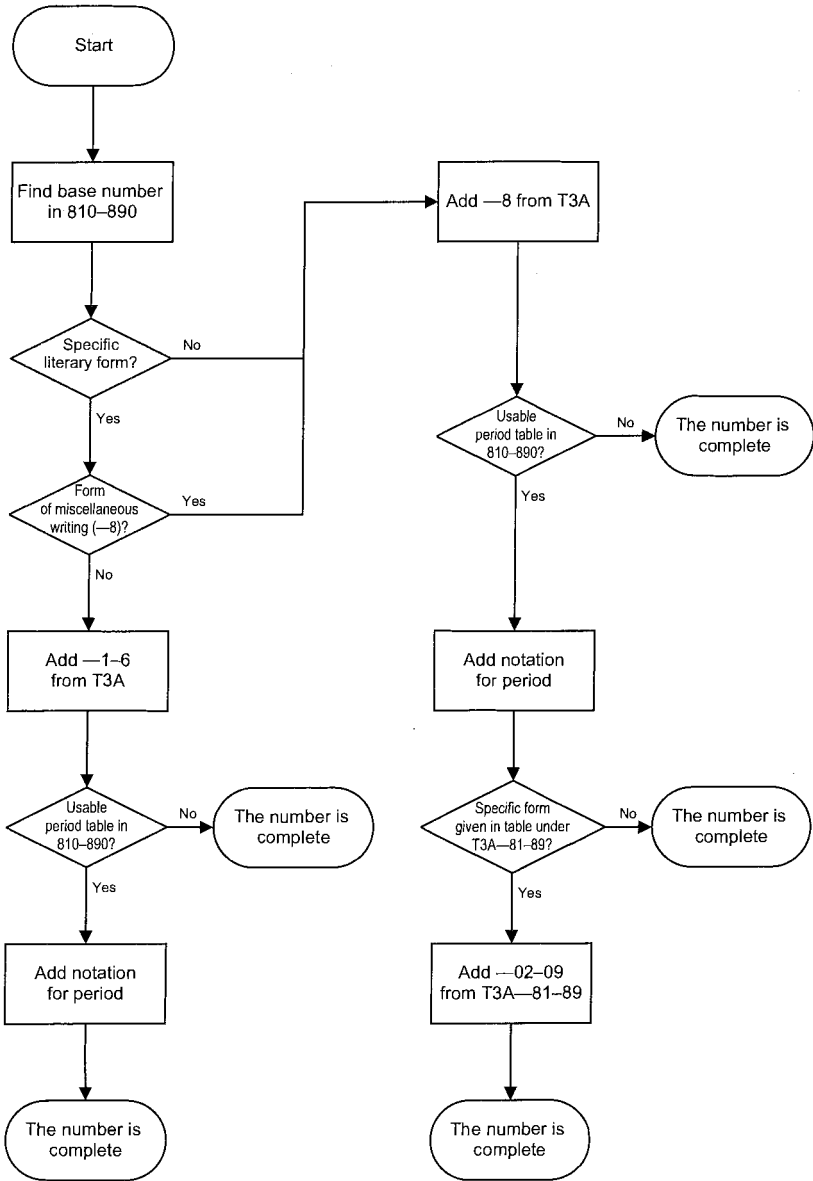 Start
Find base number
in 810–890
Specific
literary form?
No
Yes
Form
of miscellaneous
writing (—8)?
Yes
No
Add —1–6
from T3A
Usable
period table in
810–890?
No
The number is
complete
Yes
Add notation
for period
The number is
complete
Add —8 from T3A
Usable
period table in
810–890?
No
The number is
complete
Yes
Add notation
for period
Specific form
given in table under
T3A—81–89?
No
The number is
complete
Yes
Add —02–09
from T3A—81–89
The number is
complete